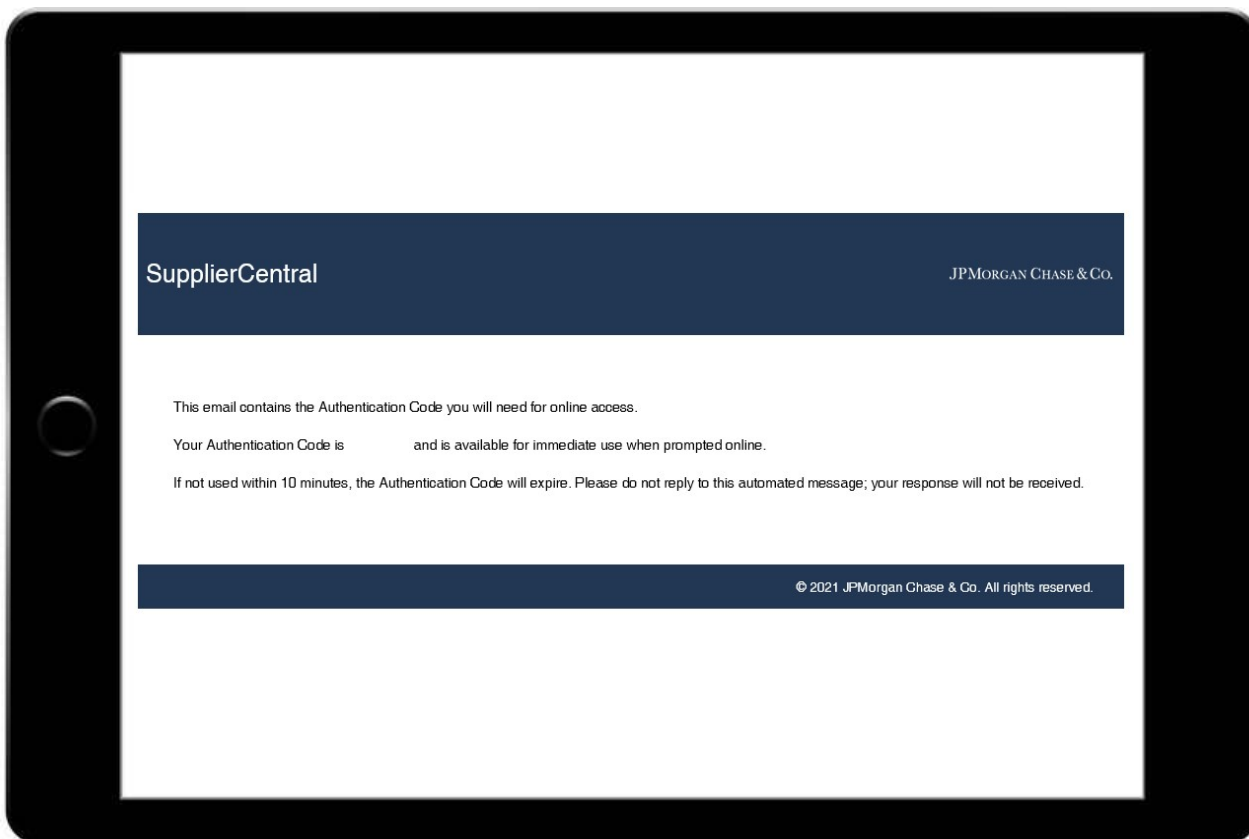 SupplierCentral
JPMORGAN CHASE & CO.
This email contains the Authentication Code you will need for online access.
Your Authentication Code is and is available for immediate use when prompted online.
If not used within 10 minutes, the Authentication Code will expire. Please do not reply to this automated message; your response will not be received.
© 2021 JPMorgan Chase & Co. All rights reserved.